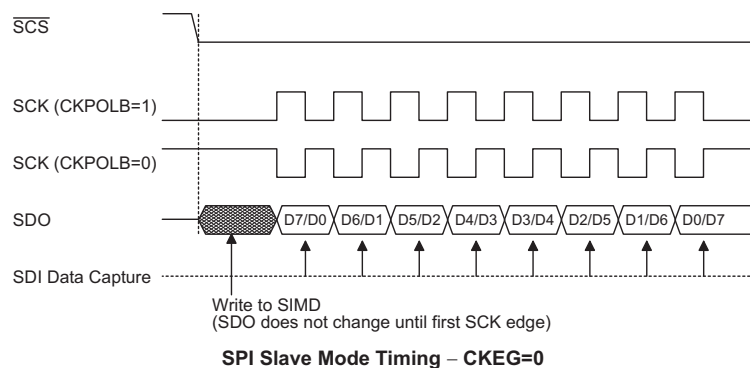 SCS
SCK (CKPOLB=1)
SCK (CKPOLB=0)
SDO
D7/D0 D6/D1 D5/D2 D4/D3 D3/D4 D2/D5 D1/D6 D0/D7
SDI Data Capture
Write to SIMD
(SDO does not change until first SCK edge)
SPI Slave Mode Timing – CKEG=0